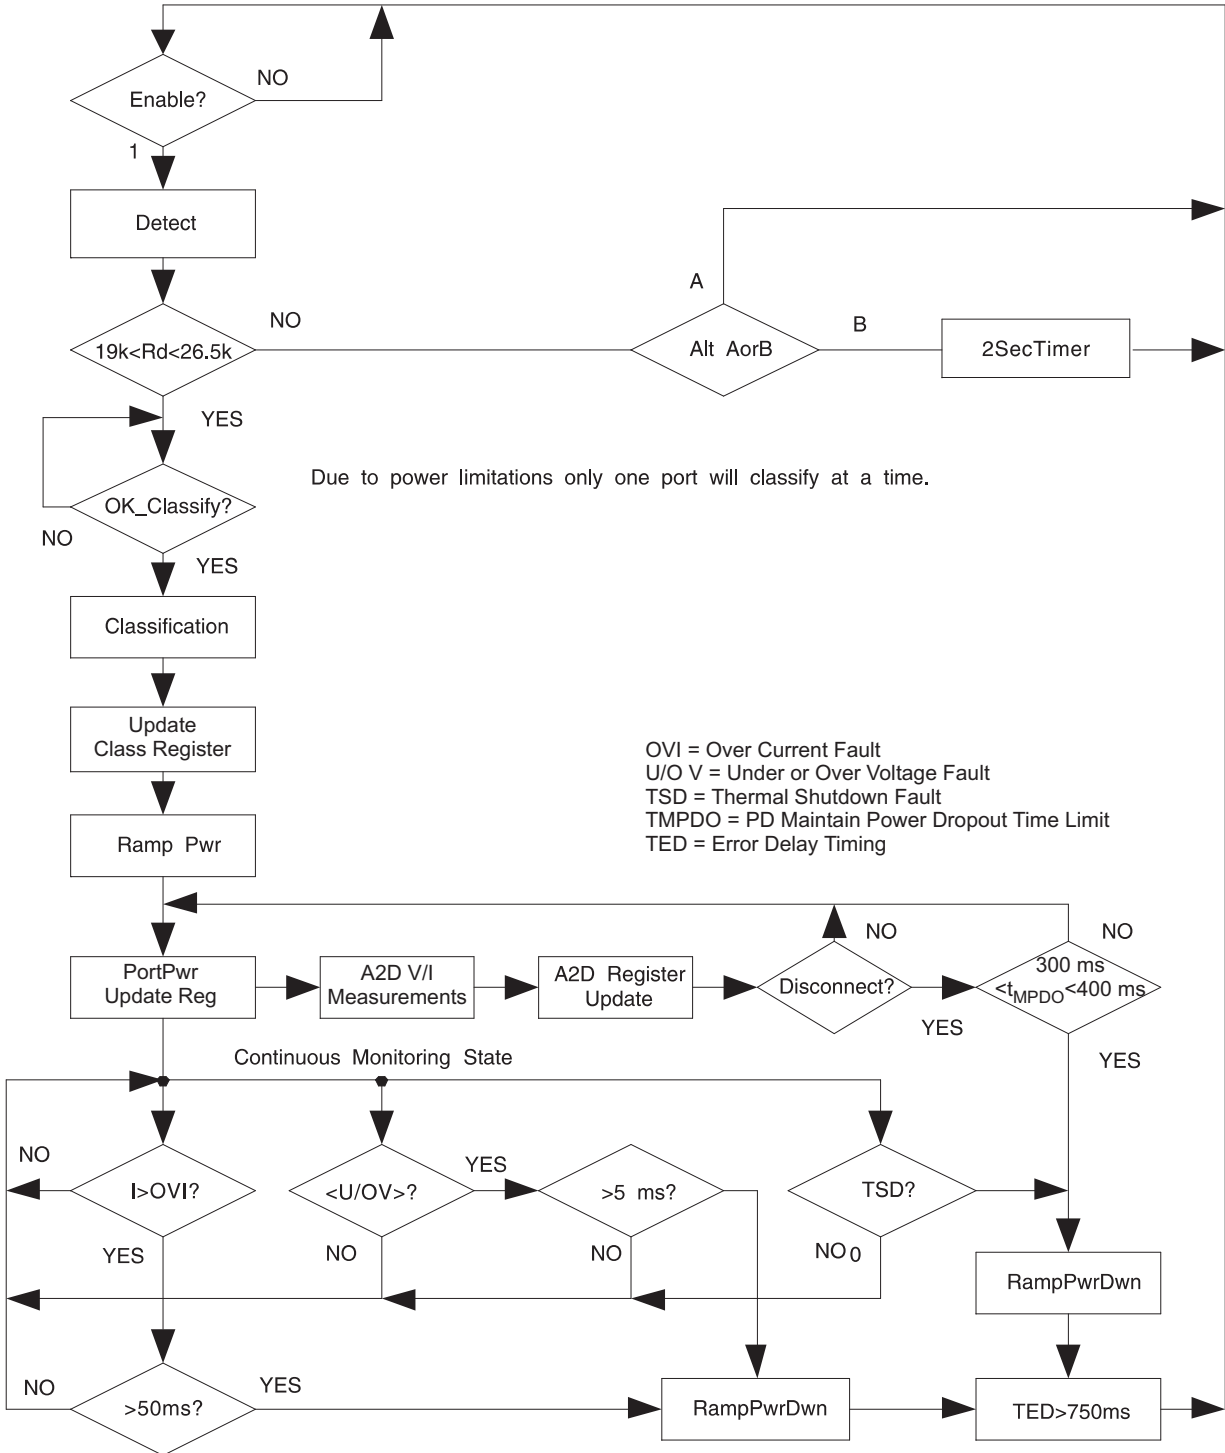 NO
Enable?
1
Detect
A
NO
B
19k<Rd<26.5k
Alt AorB
2SecTimer
YES
Due to power limitations only one port will classify at a time.
OK_Classify?
NO
YES
Classification
Update
Class Register
OVI = Over Current Fault
U/O V = Under or Over Voltage Fault
TSD = Thermal Shutdown Fault
TMPDO = PD Maintain Power Dropout Time Limit
TED = Error Delay Timing
Ramp Pwr
NO
NO
PortPwr
Update Reg
A2D V/I
Measurements
A2D Register
Update
Disconnect?
300 ms
<tMPDO<400 ms
YES
YES
Continuous Monitoring State
NO
I>OVI?
<U/OV>?
YES
>5 ms?
TSD?
YES
NO
NO
NO 0
RampPwrDwn
NO
>50ms?
YES
RampPwrDwn
TED>750ms